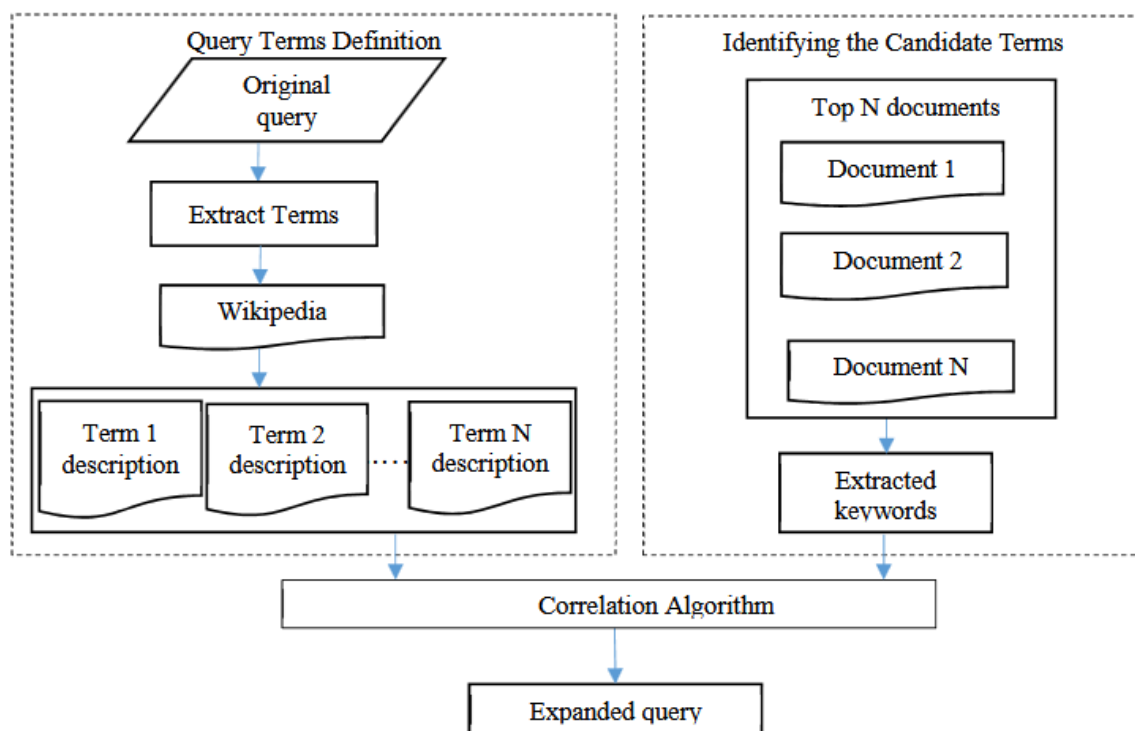 Query Terms Definition
Original
query
Extract Terms
Wikipedia
Term 1
description
Term 2
description
.....
Term N
description
Identifying the Candidate Terms
Top N documents
Document 1
Document 2
Document N
Extracted
keywords
Correlation Algorithm
Expanded query